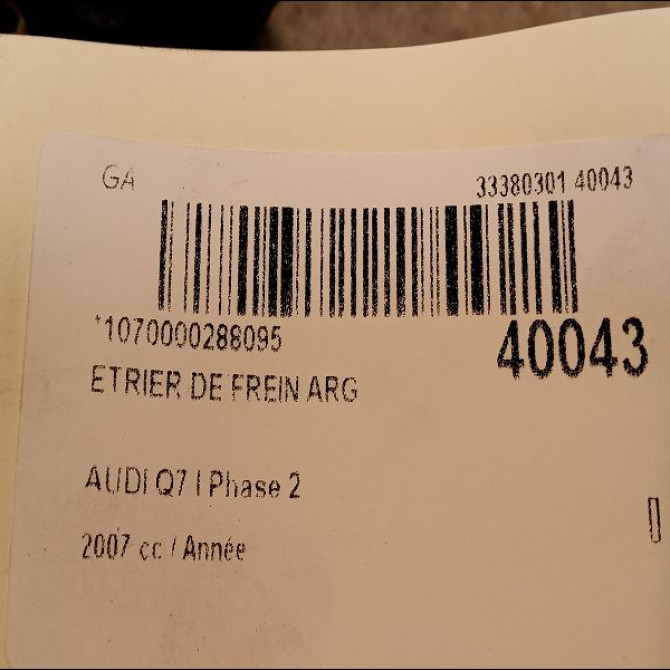 GA
33380301 40043
*1070000288095
40043
ETRIER DE FREIN ARG
AUDI Q7 I Phase 2
2007 cc / Année